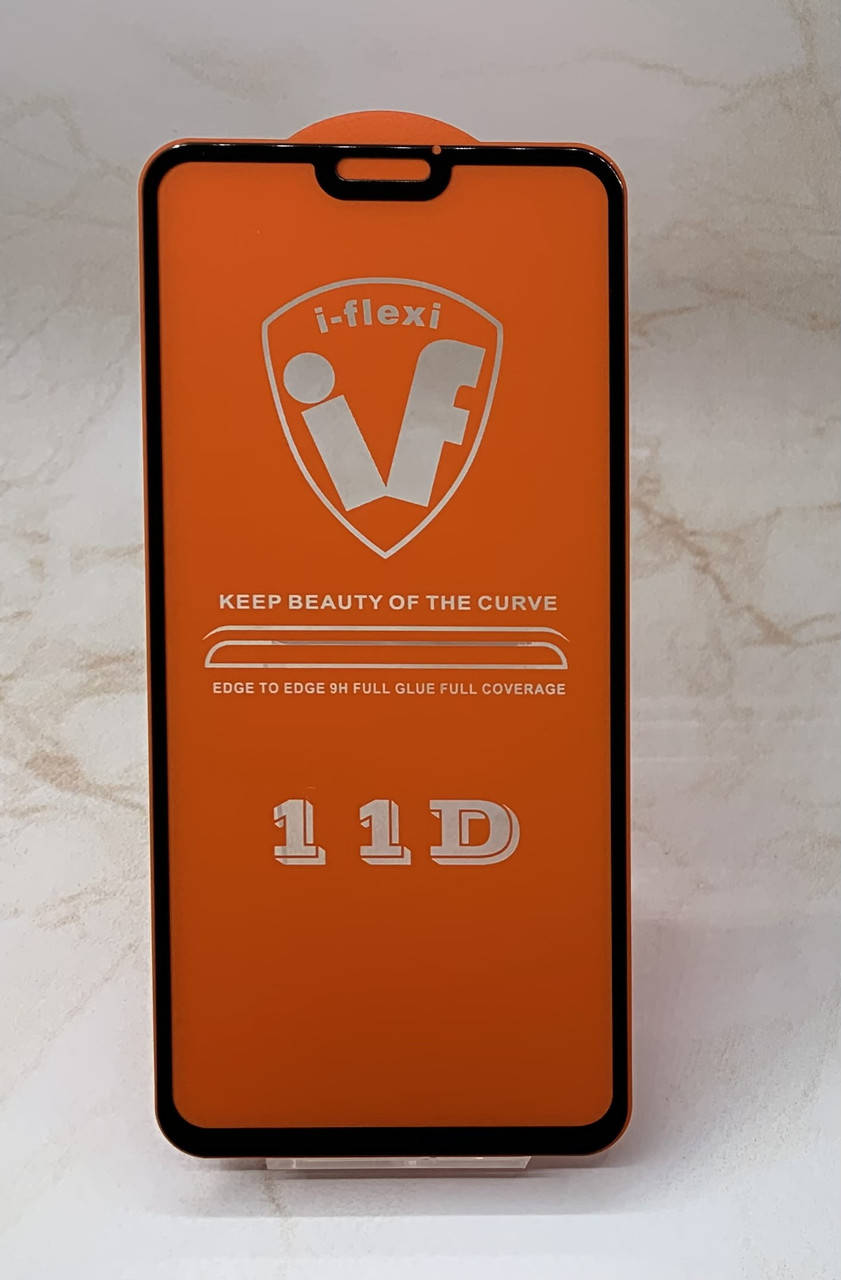 i-flexi
if
KEEP BEAUTY OF THE CURVE
EDGE TO EDGE 9H FULL GLUE FULL COVERAGE
11D